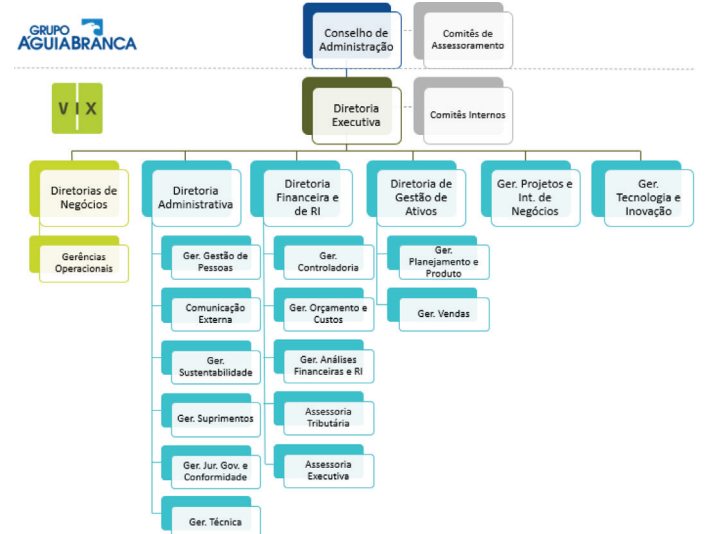 GRUPO
ÁGUIABRANCA
Conselho de
Administração
Comitês de
Assessoramento
VIX
Diretoria
Executiva
Comitês Internos
Diretorias de
Negócios
Diretoria
Administrativa
Diretoria
Financeira e
de RI
Diretoria de
Gestão de
Ativos
Ger. Projetos e
Int. de
Negócios
Ger.
Tecnologia e
Inovação
Gerências
Operacionais
Ger. Gestão de
Pessoas
Comunicação
Externa
Ger.
Sustentabilidade
Ger. Suprimentos
Ger. Jur. Gov. e
Conformidade
Ger. Técnica
Ger.
Controladoria
Ger. Orçamento e
Custos
Ger. Análises
Financeiras e RI
Assessoria
Tributária
Assessoria
Executiva
Ger.
Planejamento e
Produto
Ger. Vendas